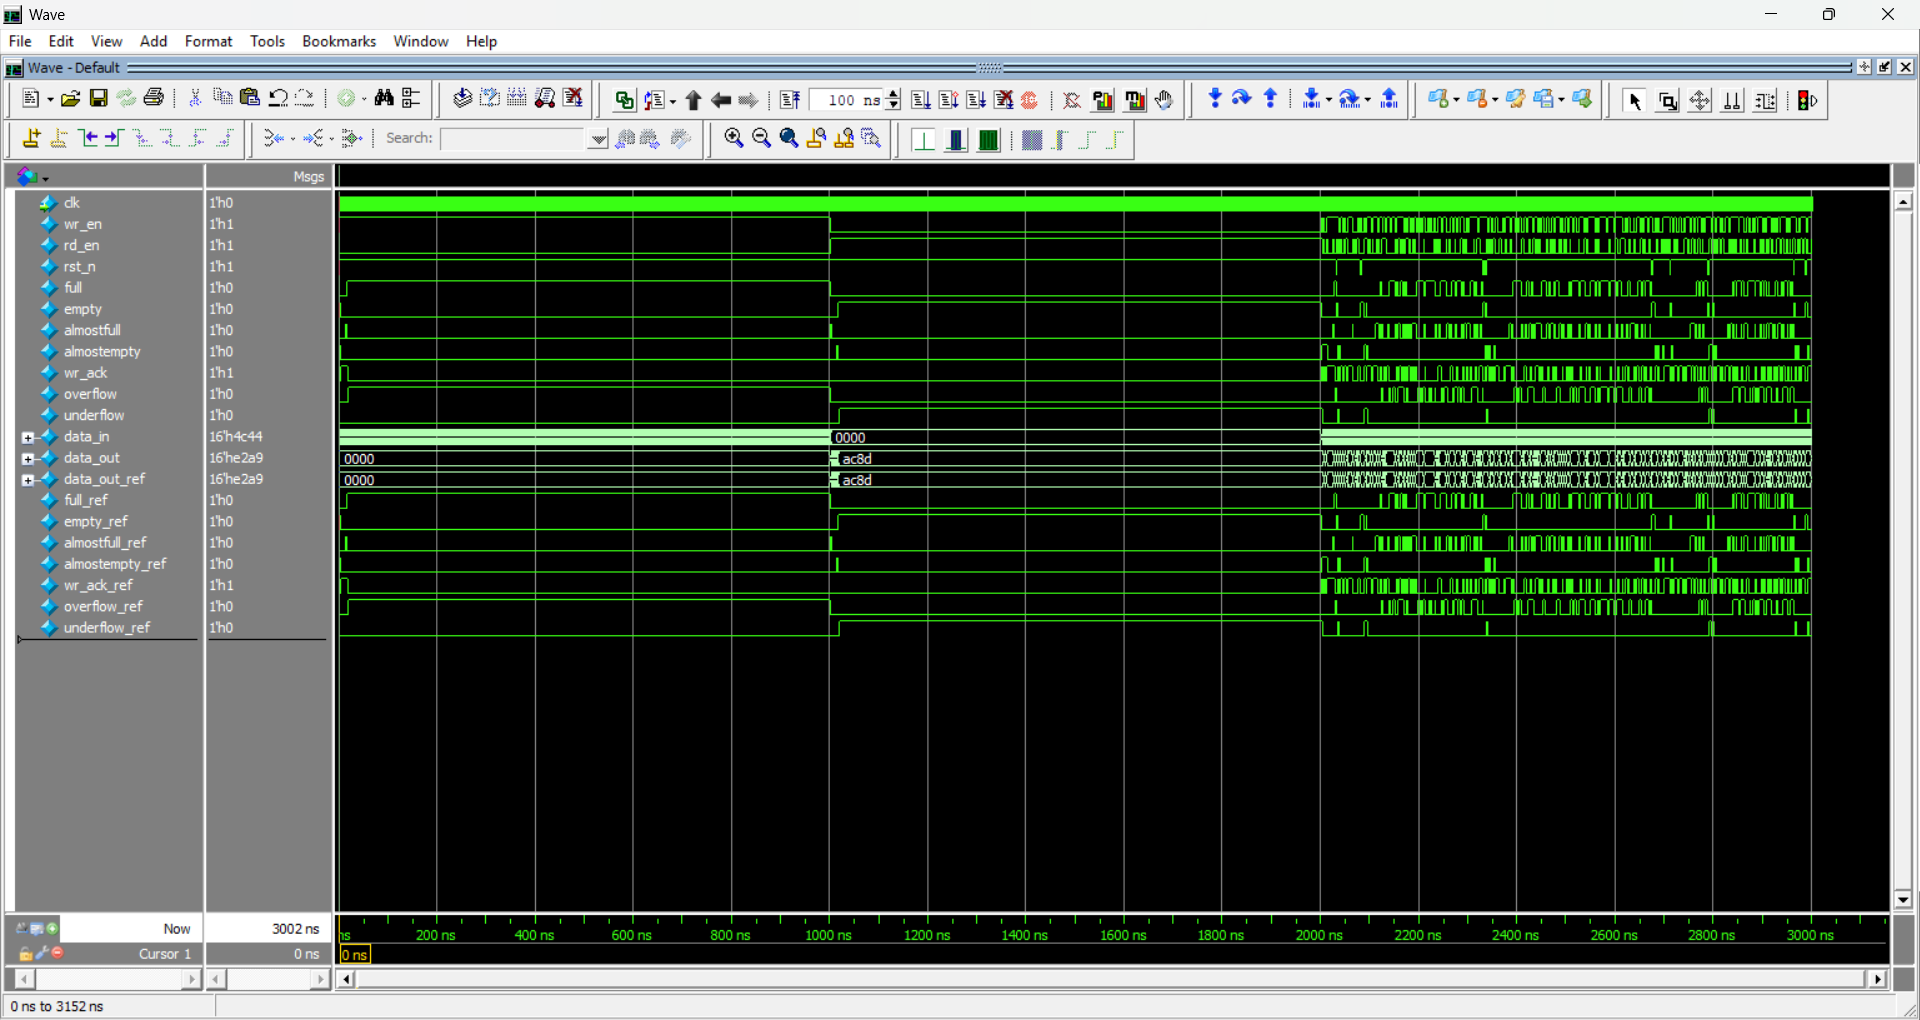 Wave
File Edit View Add Format Tools Bookmarks Window Help
Wave - Default
100 ns
Search:
Msgs
clk 1'h0
wr_en 1'h1
rd_en 1'h1
rst_n 1'h1
full 1'h0
empty 1'h0
almostfull 1'h0
almostempty 1'h0
wr_ack 1'h1
overflow 1'h0
underflow 1'h0
data_in 16'h4c44 0000
data_out 16'he2a9 0000 ac8d
data_out_ref 16'he2a9 0000 ac8d
full_ref 1'h0
empty_ref 1'h0
almostfull_ref 1'h0
almostempty_ref 1'h0
wr_ack_ref 1'h1
overflow_ref 1'h0
underflow_ref 1'h0
Now 3002 ns
ns 200 ns 400 ns 600 ns 800 ns 1000 ns 1200 ns 1400 ns 1600 ns 1800 ns 2000 ns 2200 ns 2400 ns 2600 ns 2800 ns 3000 ns
Cursor 1 0 ns 0 ns
0 ns to 3152 ns